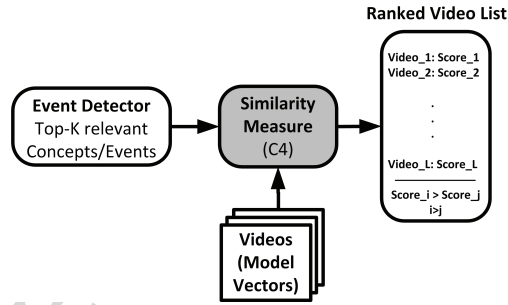 Ranked Video List
Video_1: Score_1
Video_2: Score_2
.
.
.
Video_L: Score_L
Score_i > Score_j
i>j
Event Detector
Top-K relevant
Concepts/Events
Similarity
Measure
(C4)
Videos
(Model
Vectors)